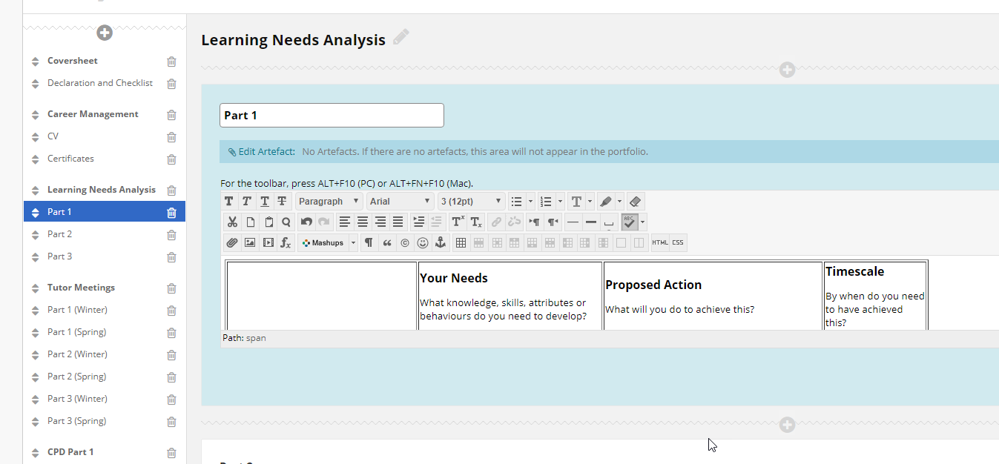 Coversheet
Declaration and Checklist
Career Management
CV
Certificates
Learning Needs Analysis
Part 1
Part 2
Part 3
Tutor Meetings
Part 1 (Winter)
Part 1 (Spring)
Part 2 (Winter)
Part 2 (Spring)
Part 3 (Winter)
Part 3 (Spring)
CPD Part 1
Learning Needs Analysis
Part 1
Edit Artefact: No Artefacts. If there are no artefacts, this area will not appear in the portfolio.
For the toolbar, press ALT+F10 (PC) or ALT+FN+F10 (Mac).
T T T T Paragraph Arial 3 (12pt) T
ABC
Mashups HTML CSS
Your Needs
What knowledge, skills, attributes or
behaviours do you need to develop?
Proposed Action
What will you do to achieve this?
Timescale
By when do you need
to have achieved
this?
Path: span